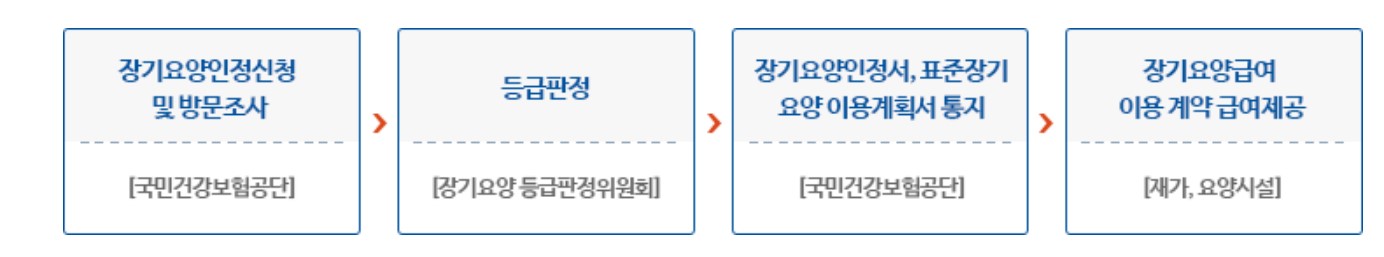 장기요양인정신청
및 방문조사
[국민건강보험공단]
등급판정
[장기요양 등급판정위원회]
장기요양인정서, 표준장기
요양 이용계획서 통지
[국민건강보험공단]
장기요양급여
이용 계약 급여제공
[재가, 요양시설]